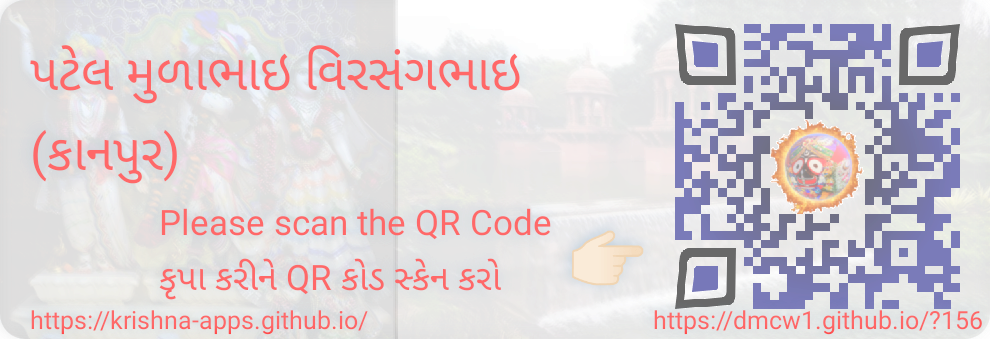 પટેલ મુળાભાઇ વિરસંગભાઇ
(કાનપુર)
Please scan the QR Code
કૃપા કરીને QR કોડ સ્કેન કરો
https://krishna-apps.github.io/
https://dmcw1.github.io/?156